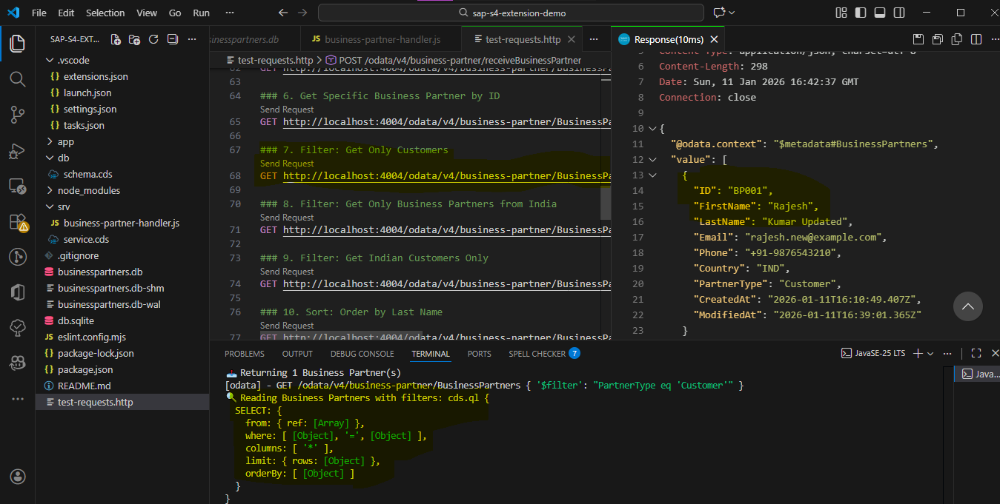 File Edit Selection View Go Run ··· sap-s4-extension-demo
SAP-S4-EXT...
.vscode
{} extensions.json
{} launch.json
{} settings.json
{} tasks.json
app
db
schema.cds
node_modules
srv
JS business-partner-handler.js
service.cds
.gitignore
businesspartners.db
businesspartners.db-shm
businesspartners.db-wal
db.sqlite
JS eslint.config.mjs
{} package-lock.json
{} package.json
README.md
test-requests.http
businesspartners.db JS business-partner-handler.js test-requests.http ···
test-requests.http > POST /odata/v4/business-partner/receiveBusinessPartner
62 GET http://localhost:4004/odata/v4/business-partner/BusinessPa
63
64 ### 6. Get Specific Business Partner by ID
Send Request
65 GET http://localhost:4004/odata/v4/business-partner/BusinessPa
66
67 ### 7. Filter: Get Only Customers
Send Request
68 GET http://localhost:4004/odata/v4/business-partner/BusinessPa
69
70 ### 8. Filter: Get Only Business Partners from India
Send Request
71 GET http://localhost:4004/odata/v4/business-partner/BusinessPa
72
73 ### 9. Filter: Get Indian Customers Only
Send Request
74 GET http://localhost:4004/odata/v4/business-partner/BusinessPa
75
76 ### 10. Sort: Order by Last Name
Send Request
77 GET http://localhost:4004/odata/v4/business-partner/BusinessPa
Response(10ms)
5 Content-Type: application/json; charset=utf-8
6 Content-Length: 298
7 Date: Sun, 11 Jan 2026 16:42:37 GMT
8 Connection: close
9
10 {
11 "@odata.context": "$metadata#BusinessPartners",
12 "value": [
13 {
14 "ID": "BP001",
15 "FirstName": "Rajesh",
16 "LastName": "Kumar Updated",
17 "Email": "rajesh.new@example.com",
18 "Phone": "+91-9876543210",
19 "Country": "IND",
20 "PartnerType": "Customer",
21 "CreatedAt": "2026-01-11T16:10:49.407Z",
22 "ModifiedAt": "2026-01-11T16:39:01.365Z"
23 }
PROBLEMS OUTPUT DEBUG CONSOLE TERMINAL PORTS SPELL CHECKER 7 JavaSE-25 LTS
Java...
Returning 1 Business Partner(s)
[odata] - GET /odata/v4/business-partner/BusinessPartners { '$filter': "PartnerType eq 'Customer'" }
Reading Business Partners with filters: cds.ql {
SELECT: {
from: { ref: [Array] },
where: [ [Object], '=', [Object] ],
columns: [ '*' ],
limit: { rows: [Object] },
orderBy: [ [Object] ]
}
}